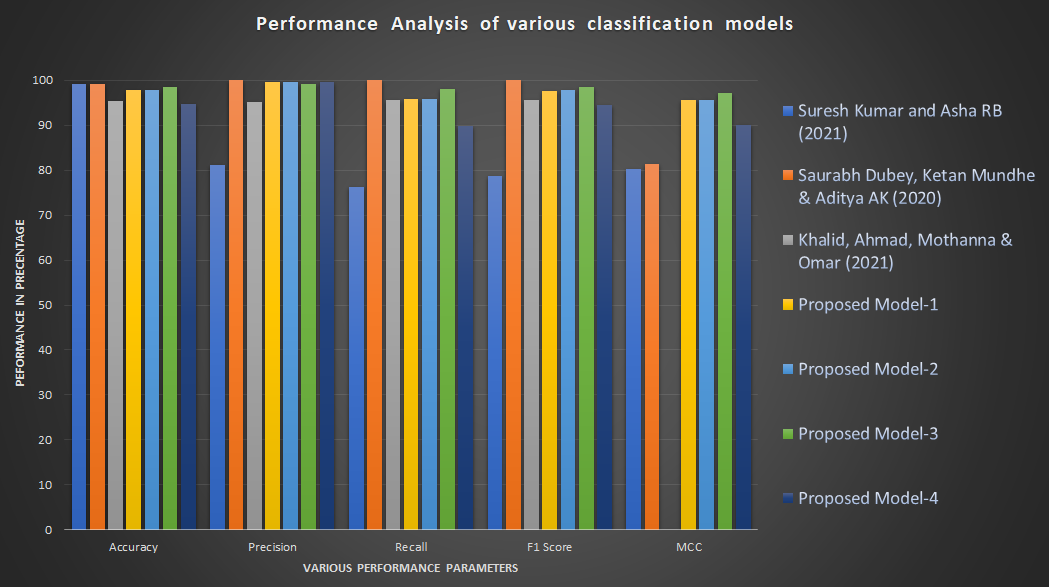 Performance Analysis of various classification models
PEFORMANCE IN PRECENTAGE
100
90
80
70
60
50
40
30
20
10
0
Accuracy
Precision
Recall
F1 Score
MCC
VARIOUS PERFORMANCE PARAMETERS
Suresh Kumar and Asha RB
(2021)
Saurabh Dubey, Ketan Mundhe
& Aditya AK (2020)
Khalid, Ahmad, Mothanna &
Omar (2021)
Proposed Model-1
Proposed Model-2
Proposed Model-3
Proposed Model-4